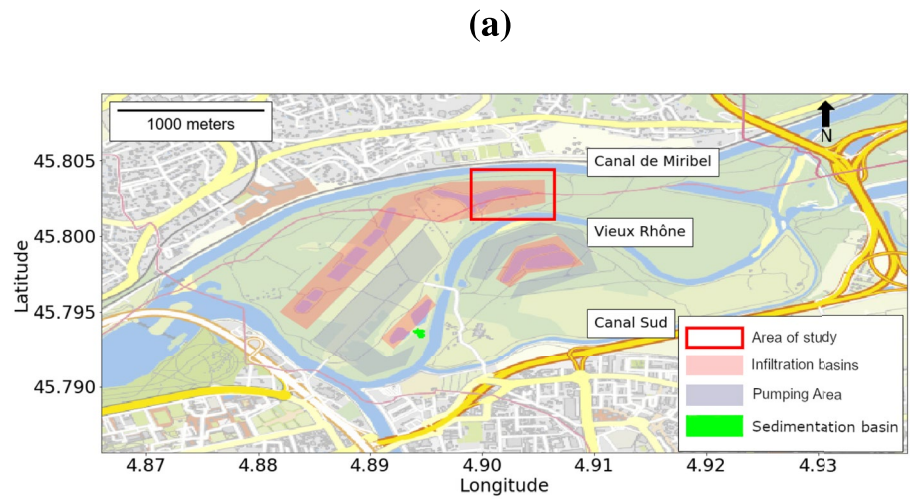 (a)
1000 meters
N
Canal de Miribel
Vieux Rhône
Canal Sud
Area of study
Infiltration basins
Pumping Area
Sedimentation basin
45.805
45.800
45.795
45.790
Latitude
4.87 4.88 4.89 4.90 4.91 4.92 4.93
Longitude